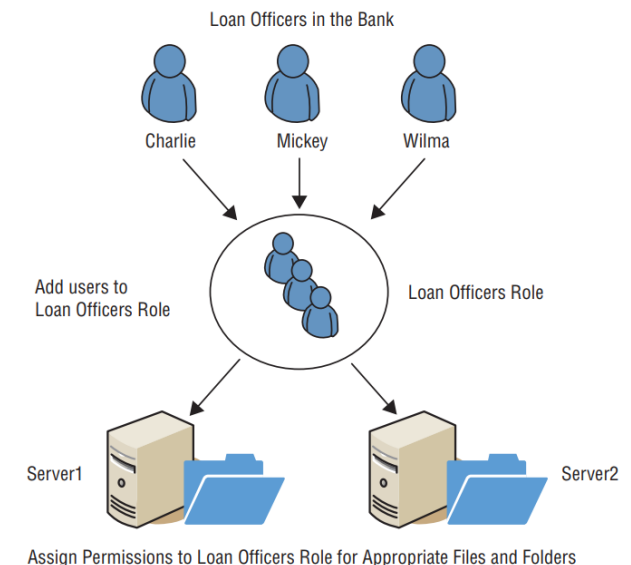 Loan Officers in the Bank
Charlie
Mickey
Wilma
Add users to
Loan Officers Role
Loan Officers Role
Server1
Server2
Assign Permissions to Loan Officers Role for Appropriate Files and Folders